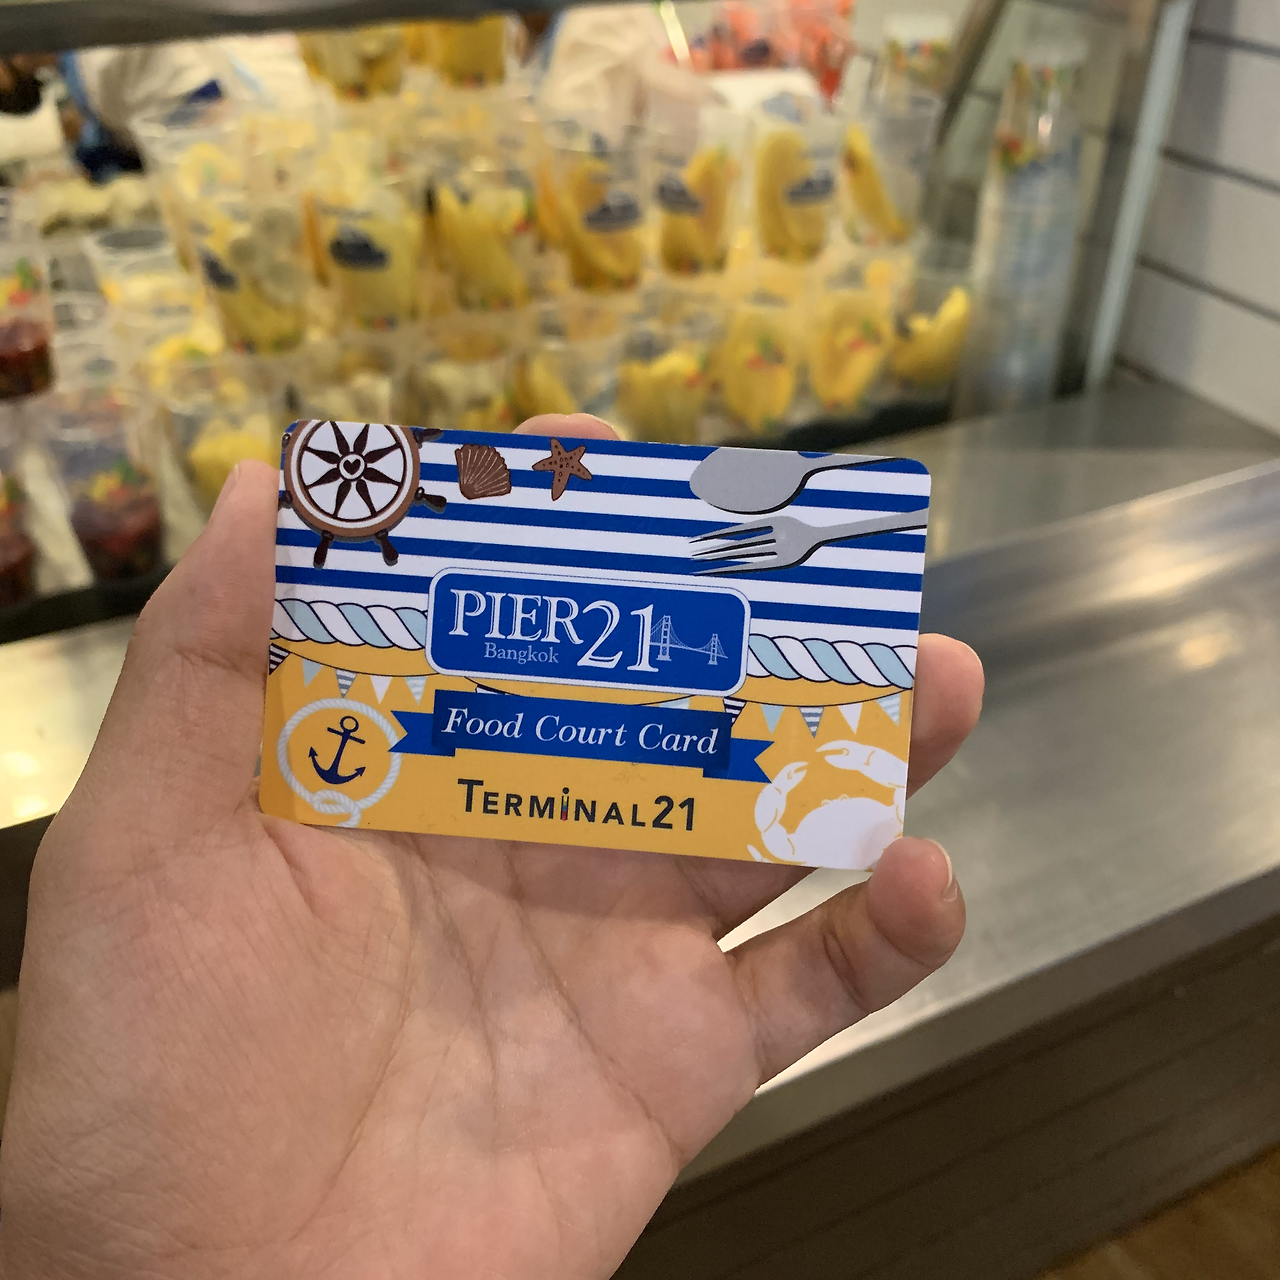 PIER21
Bangkok
Food Court Card
TERMINAL21